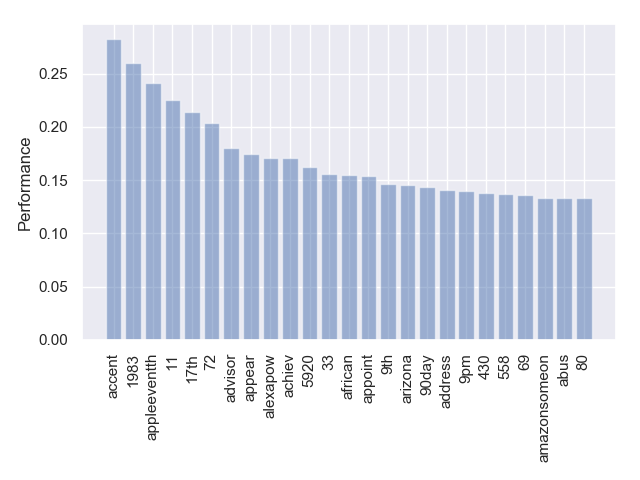 Performance
0.25
0.20
0.15
0.10
0.05
0.00
accent
1983
appleeventth
11
17th
72
advisor
appear
alexapow
achiev
5920
33
african
appoint
9th
arizona
90day
address
9pm
430
558
69
amazonsomeon
abus
80